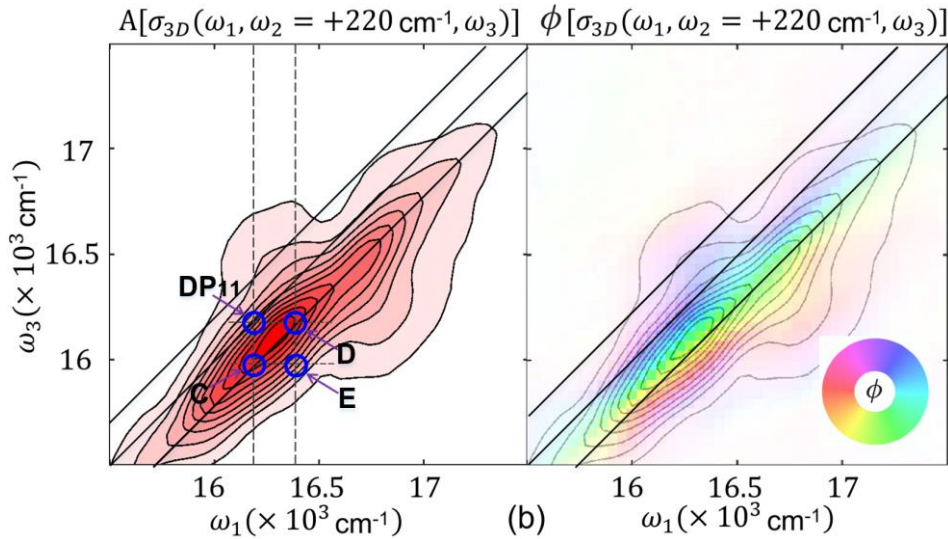 A[σ₃D(ω₁, ω₂ = +220 cm⁻¹, ω₃)]
ϕ[σ₃D(ω₁, ω₂ = +220 cm⁻¹, ω₃)]
ω₃(× 10³ cm⁻¹)
17
16.5
16
DP11
D
C
E
ϕ
16 16.5 17
16 16.5 17
ω₁(× 10³ cm⁻¹)
(b)
ω₁(× 10³ cm⁻¹)